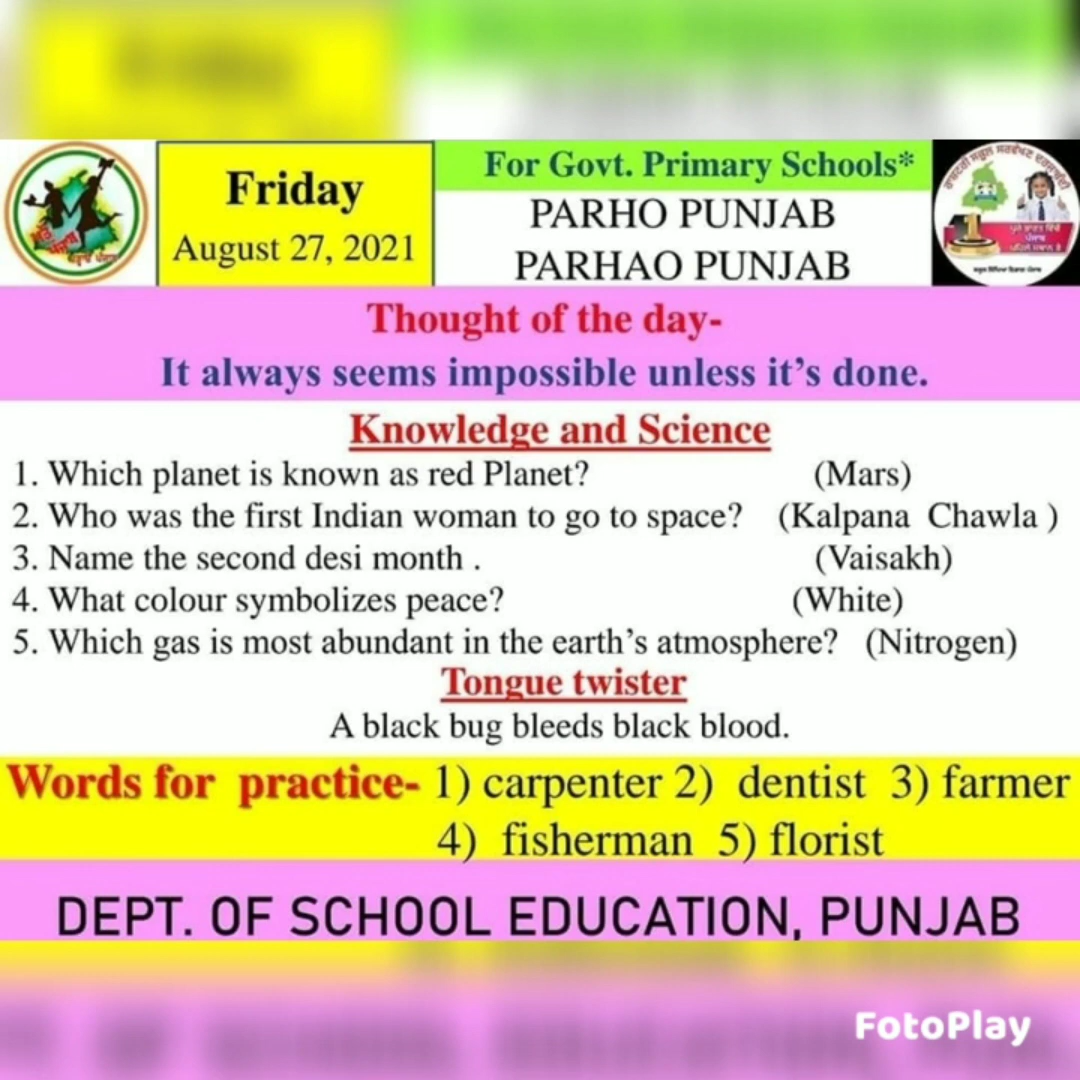 Friday
August 27, 2021
For Govt. Primary Schools*
PARHO PUNJAB
PARHAO PUNJAB
Thought of the day-
It always seems impossible unless it's done.
Knowledge and Science
1. Which planet is known as red Planet? (Mars)
2. Who was the first Indian woman to go to space? (Kalpana Chawla )
3. Name the second desi month . (Vaisakh)
4. What colour symbolizes peace? (White)
5. Which gas is most abundant in the earth's atmosphere? (Nitrogen)
Tongue twister
A black bug bleeds black blood.
Words for practice- 1) carpenter 2) dentist 3) farmer
4) fisherman 5) florist
DEPT. OF SCHOOL EDUCATION, PUNJAB
FotoPlay